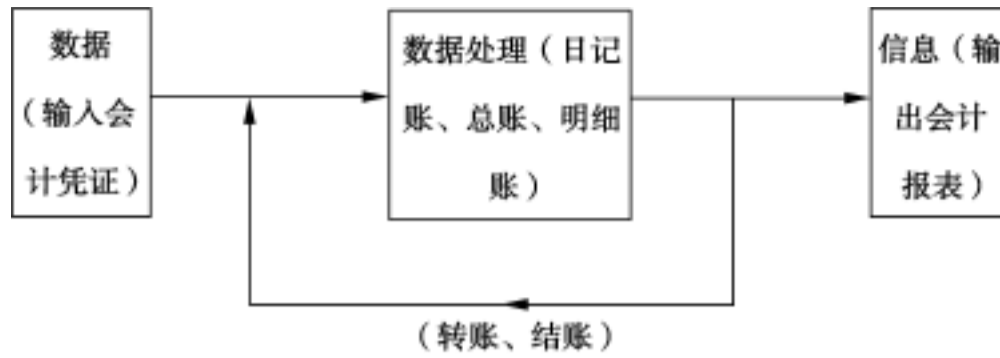 数据
（输入会
计凭证）
数据处理（日记
账、总账、明细
账）
信息（输
出会计
报表）
（转账、结账）